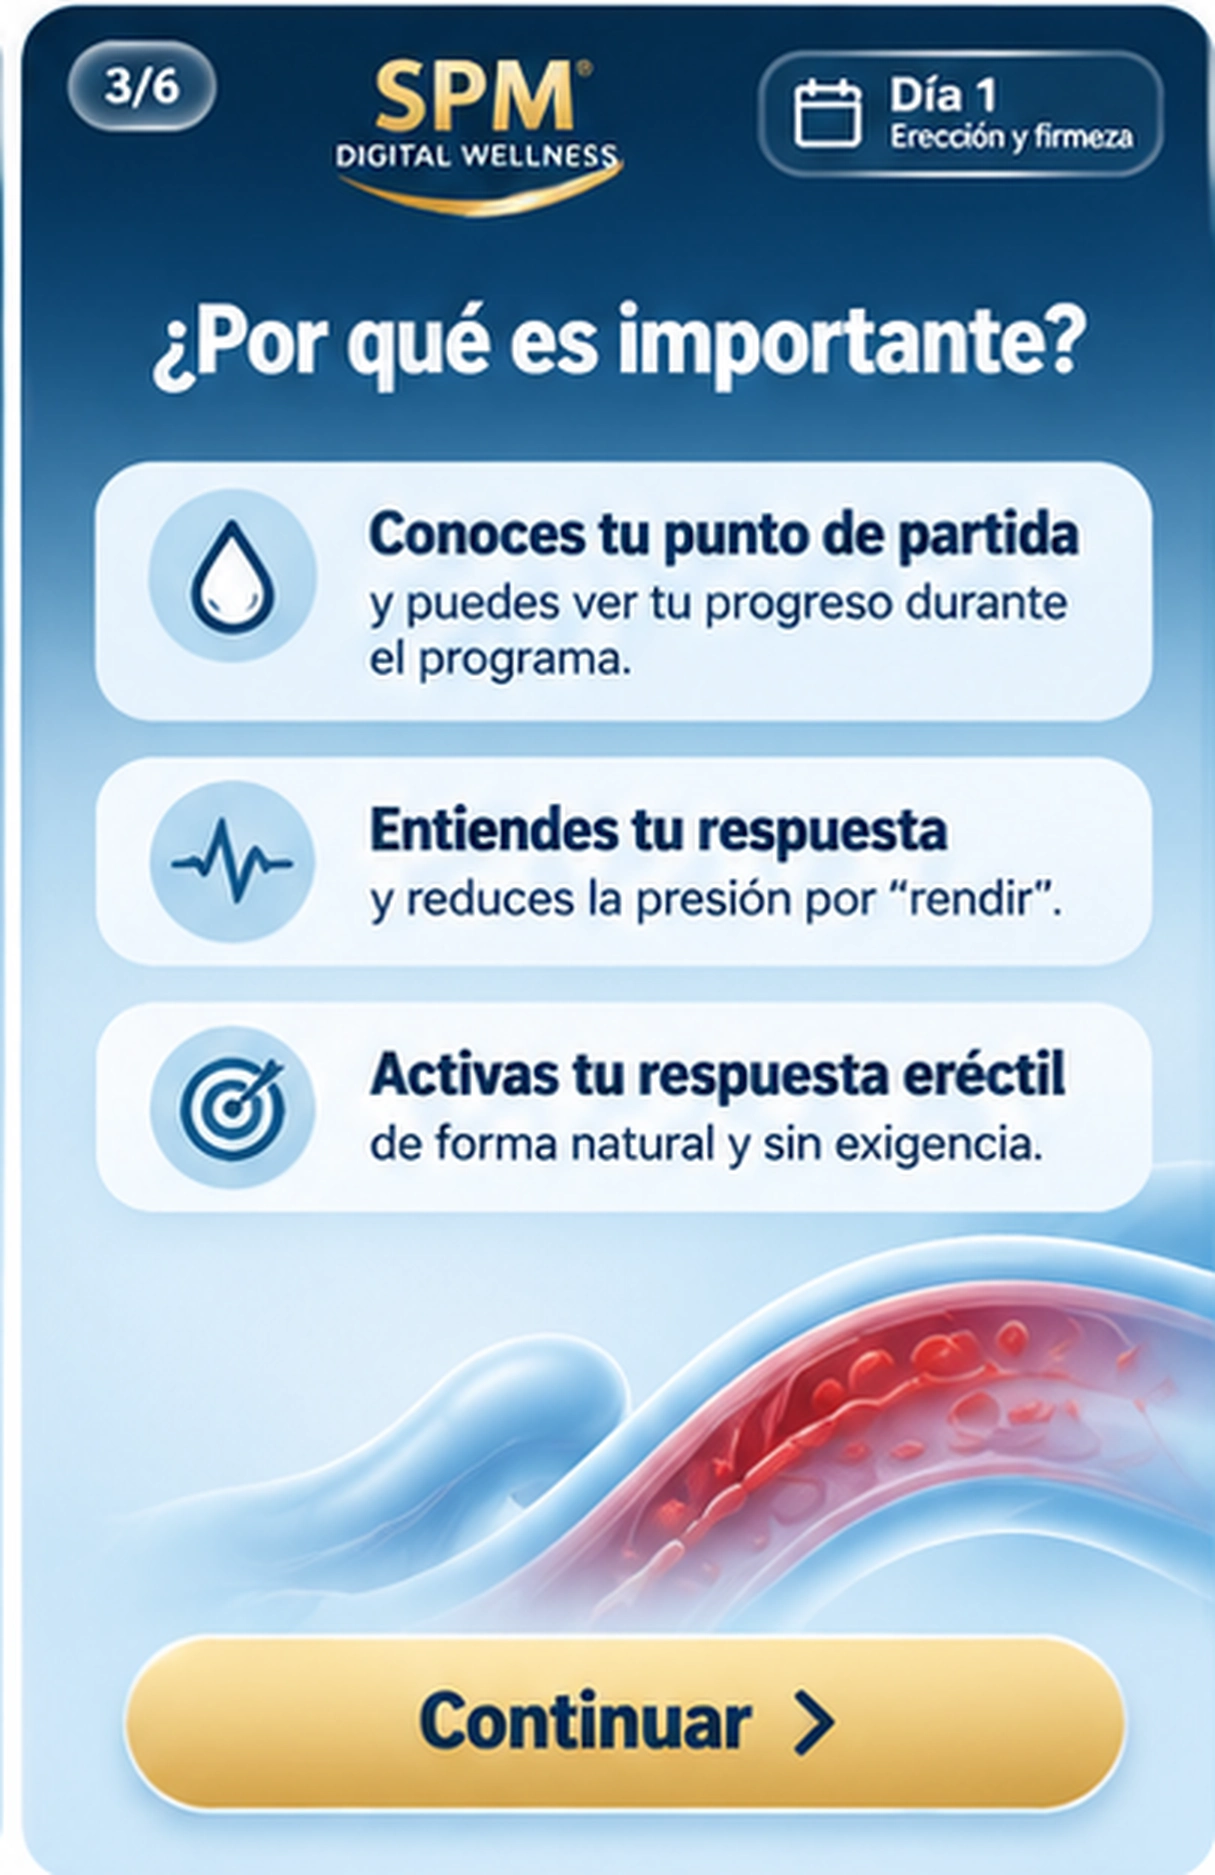 3/6
SPM®
DIGITAL WELLNESS
Día 1
Erección y firmeza
¿Por qué es importante?
Conoces tu punto de partida
y puedes ver tu progreso durante
el programa.
Entiendes tu respuesta
y reduces la presión por “rendir”.
Activas tu respuesta eréctil
de forma natural y sin exigencia.
Continuar